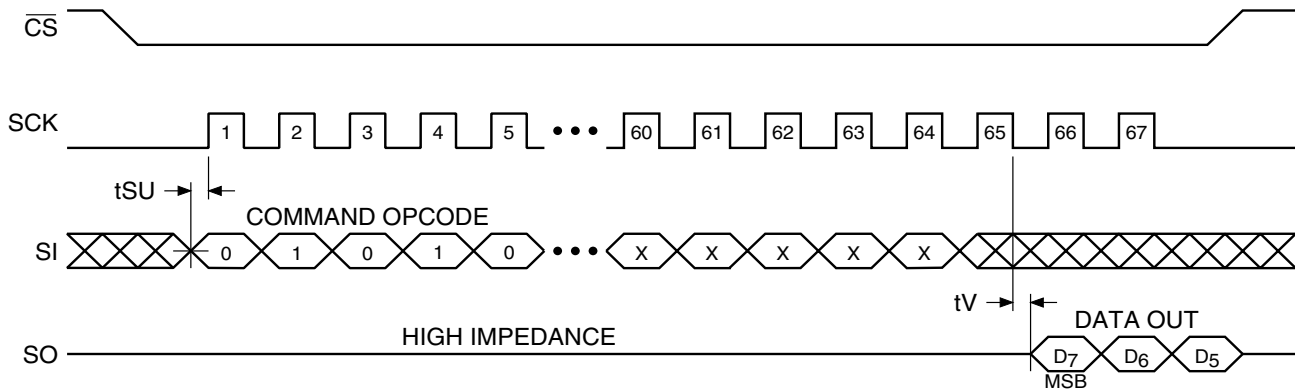 CS
SCK 1 2 3 4 5 ••• 60 61 62 63 64 65 66 67
tSU
COMMAND OPCODE
SI 0 1 0 1 0 ••• X X X X X
tV
HIGH IMPEDANCE
DATA OUT
SO D7 D6 D5
MSB